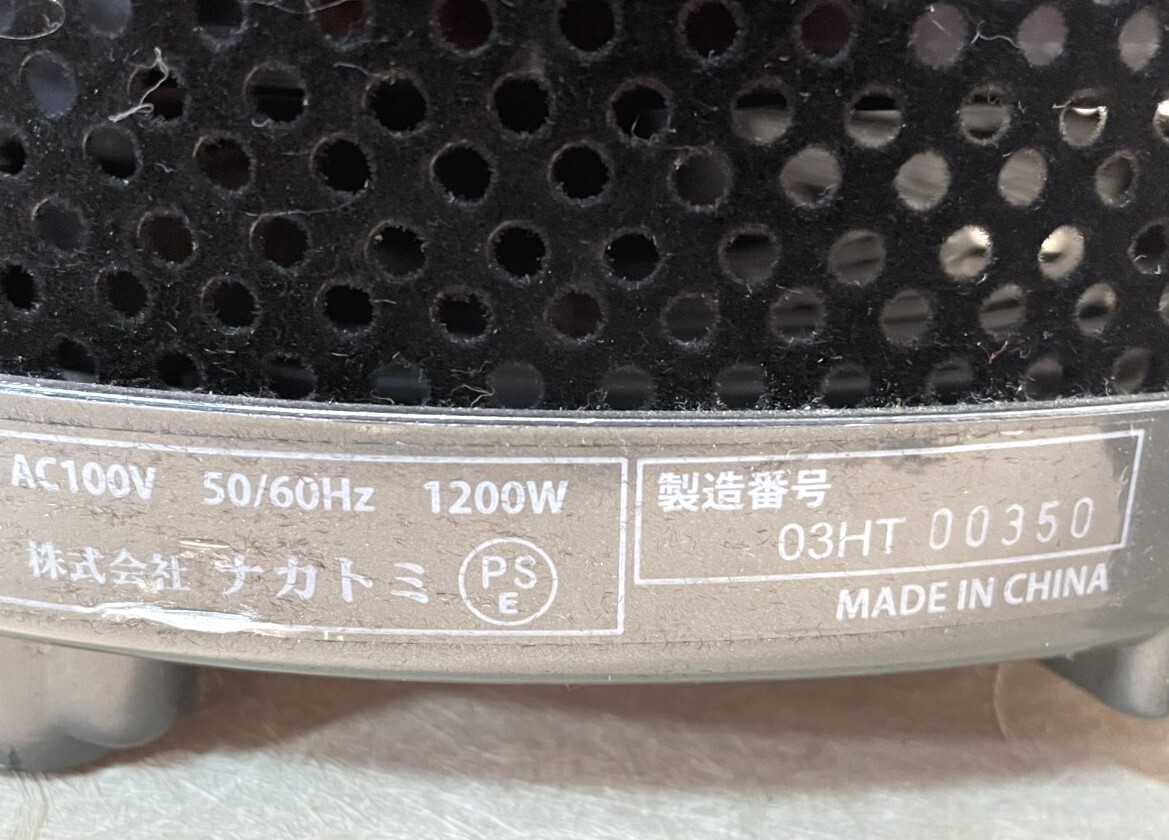 AC100V 50/60Hz 1200W
株式会社 ナカトミ PS E
製造番号
03HT 00350
MADE IN CHINA